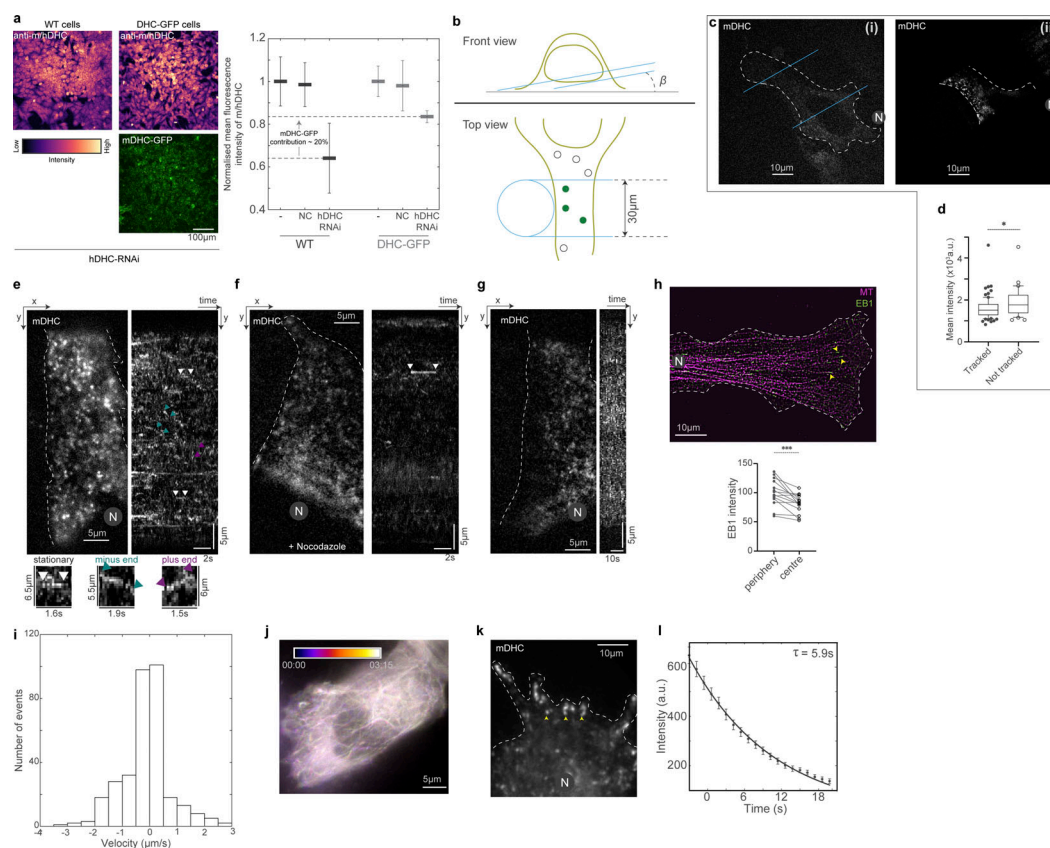 a
WT cells
DHC-GFP cells
anti-m/hDHC
anti-m/hDHC
mDHC-GFP
Low
High
Intensity
100µm
hDHC-RNAi
Normalised mean fluoresecence
intensity of m/hDHC
1.2
1
0.8
0.6
0.4
mDHC-GFP
contribution ~ 20%
-
NC
hDHC
RNAi
-
NC
hDHC
RNAi
WT
DHC-GFP
b
Front view
β
Top view
30µm
c
mDHC
(i)
N
10µm
mDHC
(ii
10µm
d
*
Mean intensity (x10³a.u.)
6
4
2
0
Tracked
Not tracked
e
x
y
time
y
mDHC
N
5µm
5µm
2s
stationary
minus end
plus end
6.5µm
1.6s
5.5µm
1.9s
6µm
1.5s
f
x
y
time
y
mDHC
5µm
N
+ Nocodazole
5µm
2s
g
x
y
time
y
mDHC
N
5µm
5µm
10s
h
MT
EB1
N
10µm
***
EB1 intensity
150
100
50
0
periphery
centre
i
Number of events
120
80
40
0
-4
-3
-2
-1
0
1
2
3
Velocity (µm/s)
j
00:00
03:15
5µm
k
mDHC
10µm
N
l
τ = 5.9s
Intensity (a.u.)
600
400
200
0
6
12
18
Time (s)